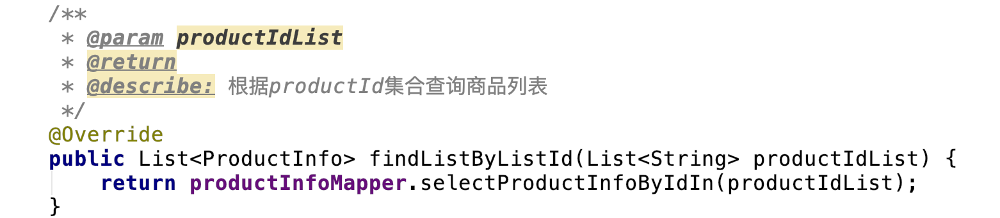 /**
 * @param productIdList
 * @return
 * @describe: 根据productId集合查询商品列表
 */
@Override
public List<ProductInfo> findListByListId(List<String> productIdList) {
    return productInfoMapper.selectProductInfoByIdIn(productIdList);
}